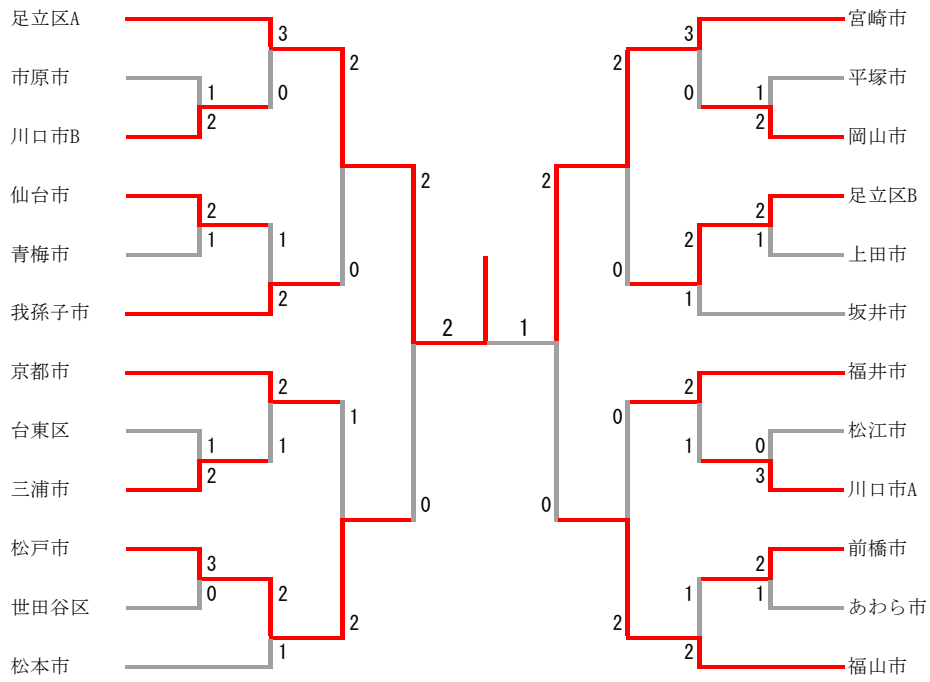 足立区A
3
2
市原市
1
0
川口市B
2
2
仙台市
2
1
青梅市
1
0
我孫子市
2
京都市
2
1
台東区
1
1
三浦市
2
0
松戸市
3
2
世田谷区
0
2
松本市
1
2
1
宮崎市
3
2
平塚市
1
0
岡山市
2
2
足立区B
2
2
上田市
1
0
坂井市
1
福井市
2
0
松江市
0
1
川口市A
3
0
前橋市
2
1
あわら市
1
2
福山市
2